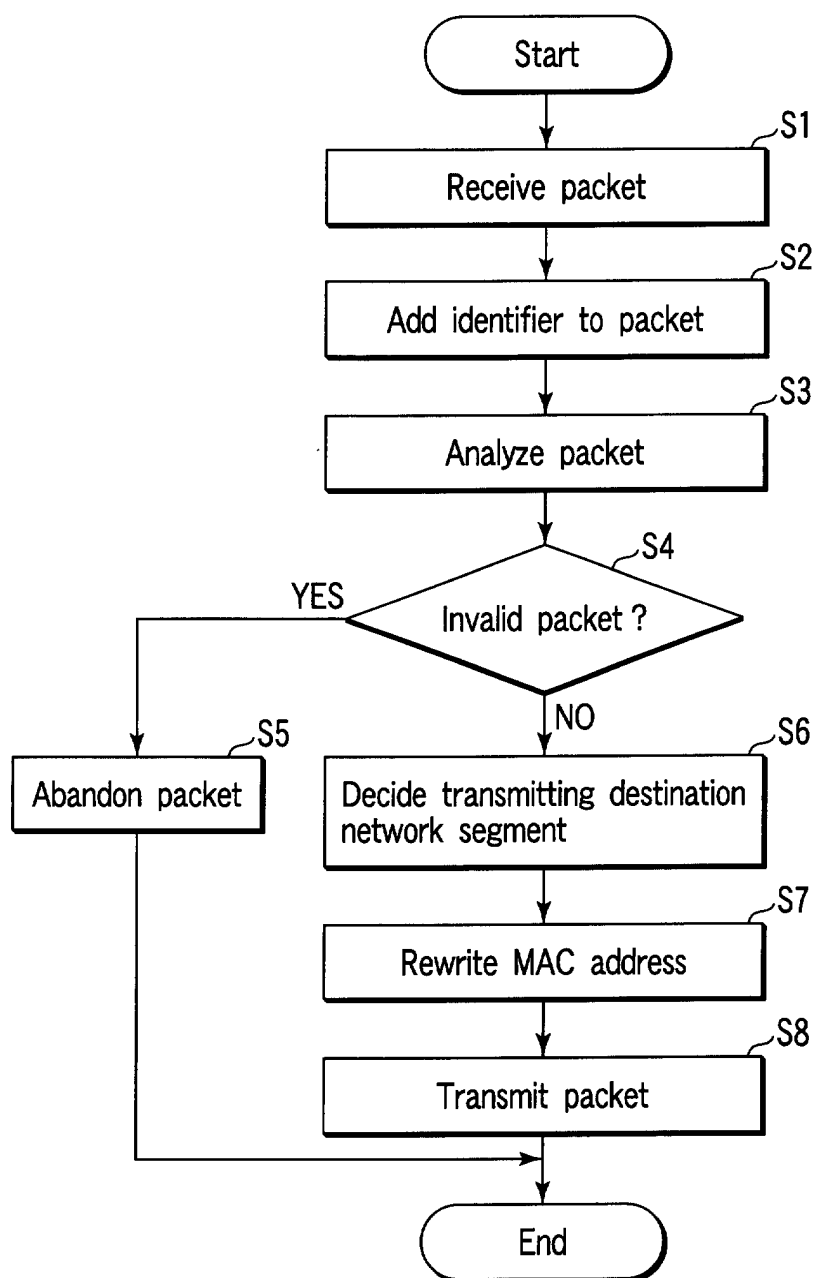 Start
S1
Receive packet
S2
Add identifier to packet
S3
Analyze packet
S4
YES
Invalid packet ?
NO
S5
Abandon packet
S6
Decide transmitting destination
network segment
S7
Rewrite MAC address
S8
Transmit packet
End